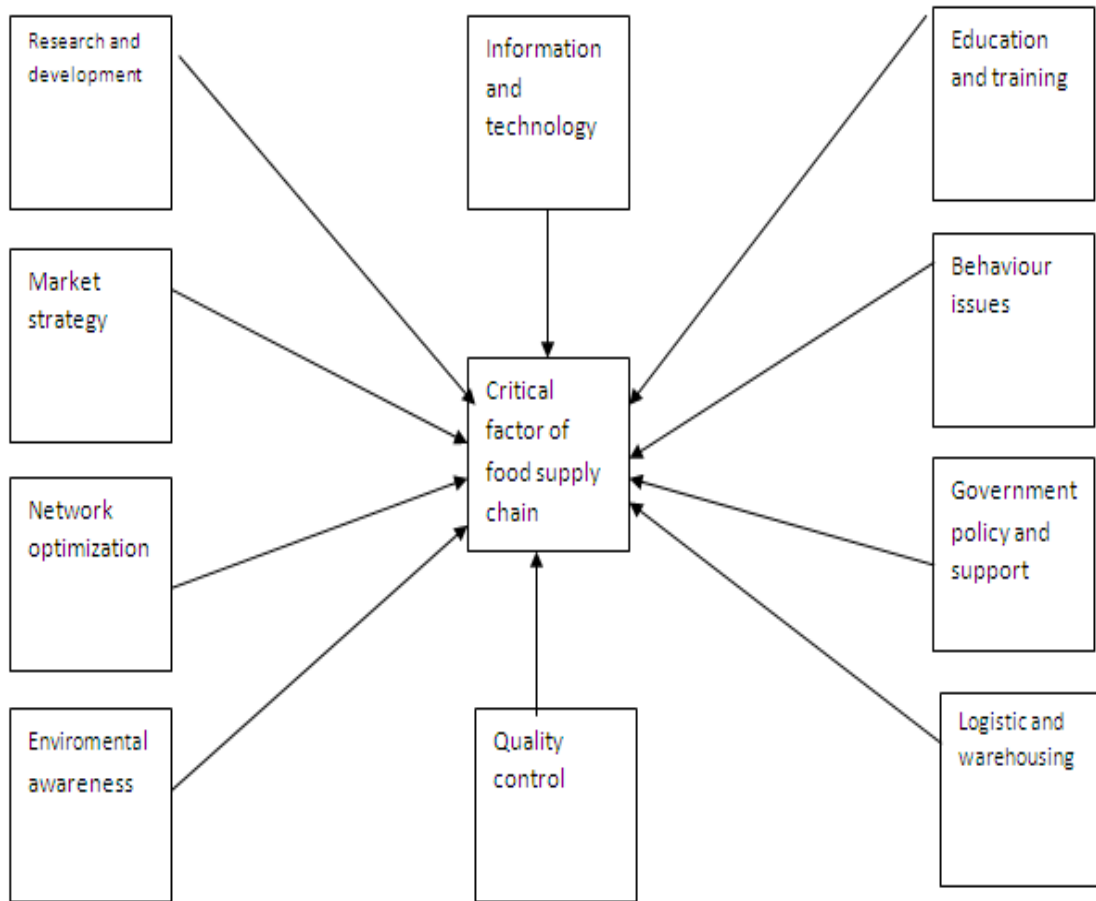 Research and
development
Information
and
technology
Education
and training
Market
strategy
Behaviour
issues
Critical
factor of
food supply
chain
Network
optimization
Government
policy and
support
Enviromental
awareness
Quality
control
Logistic and
warehousing